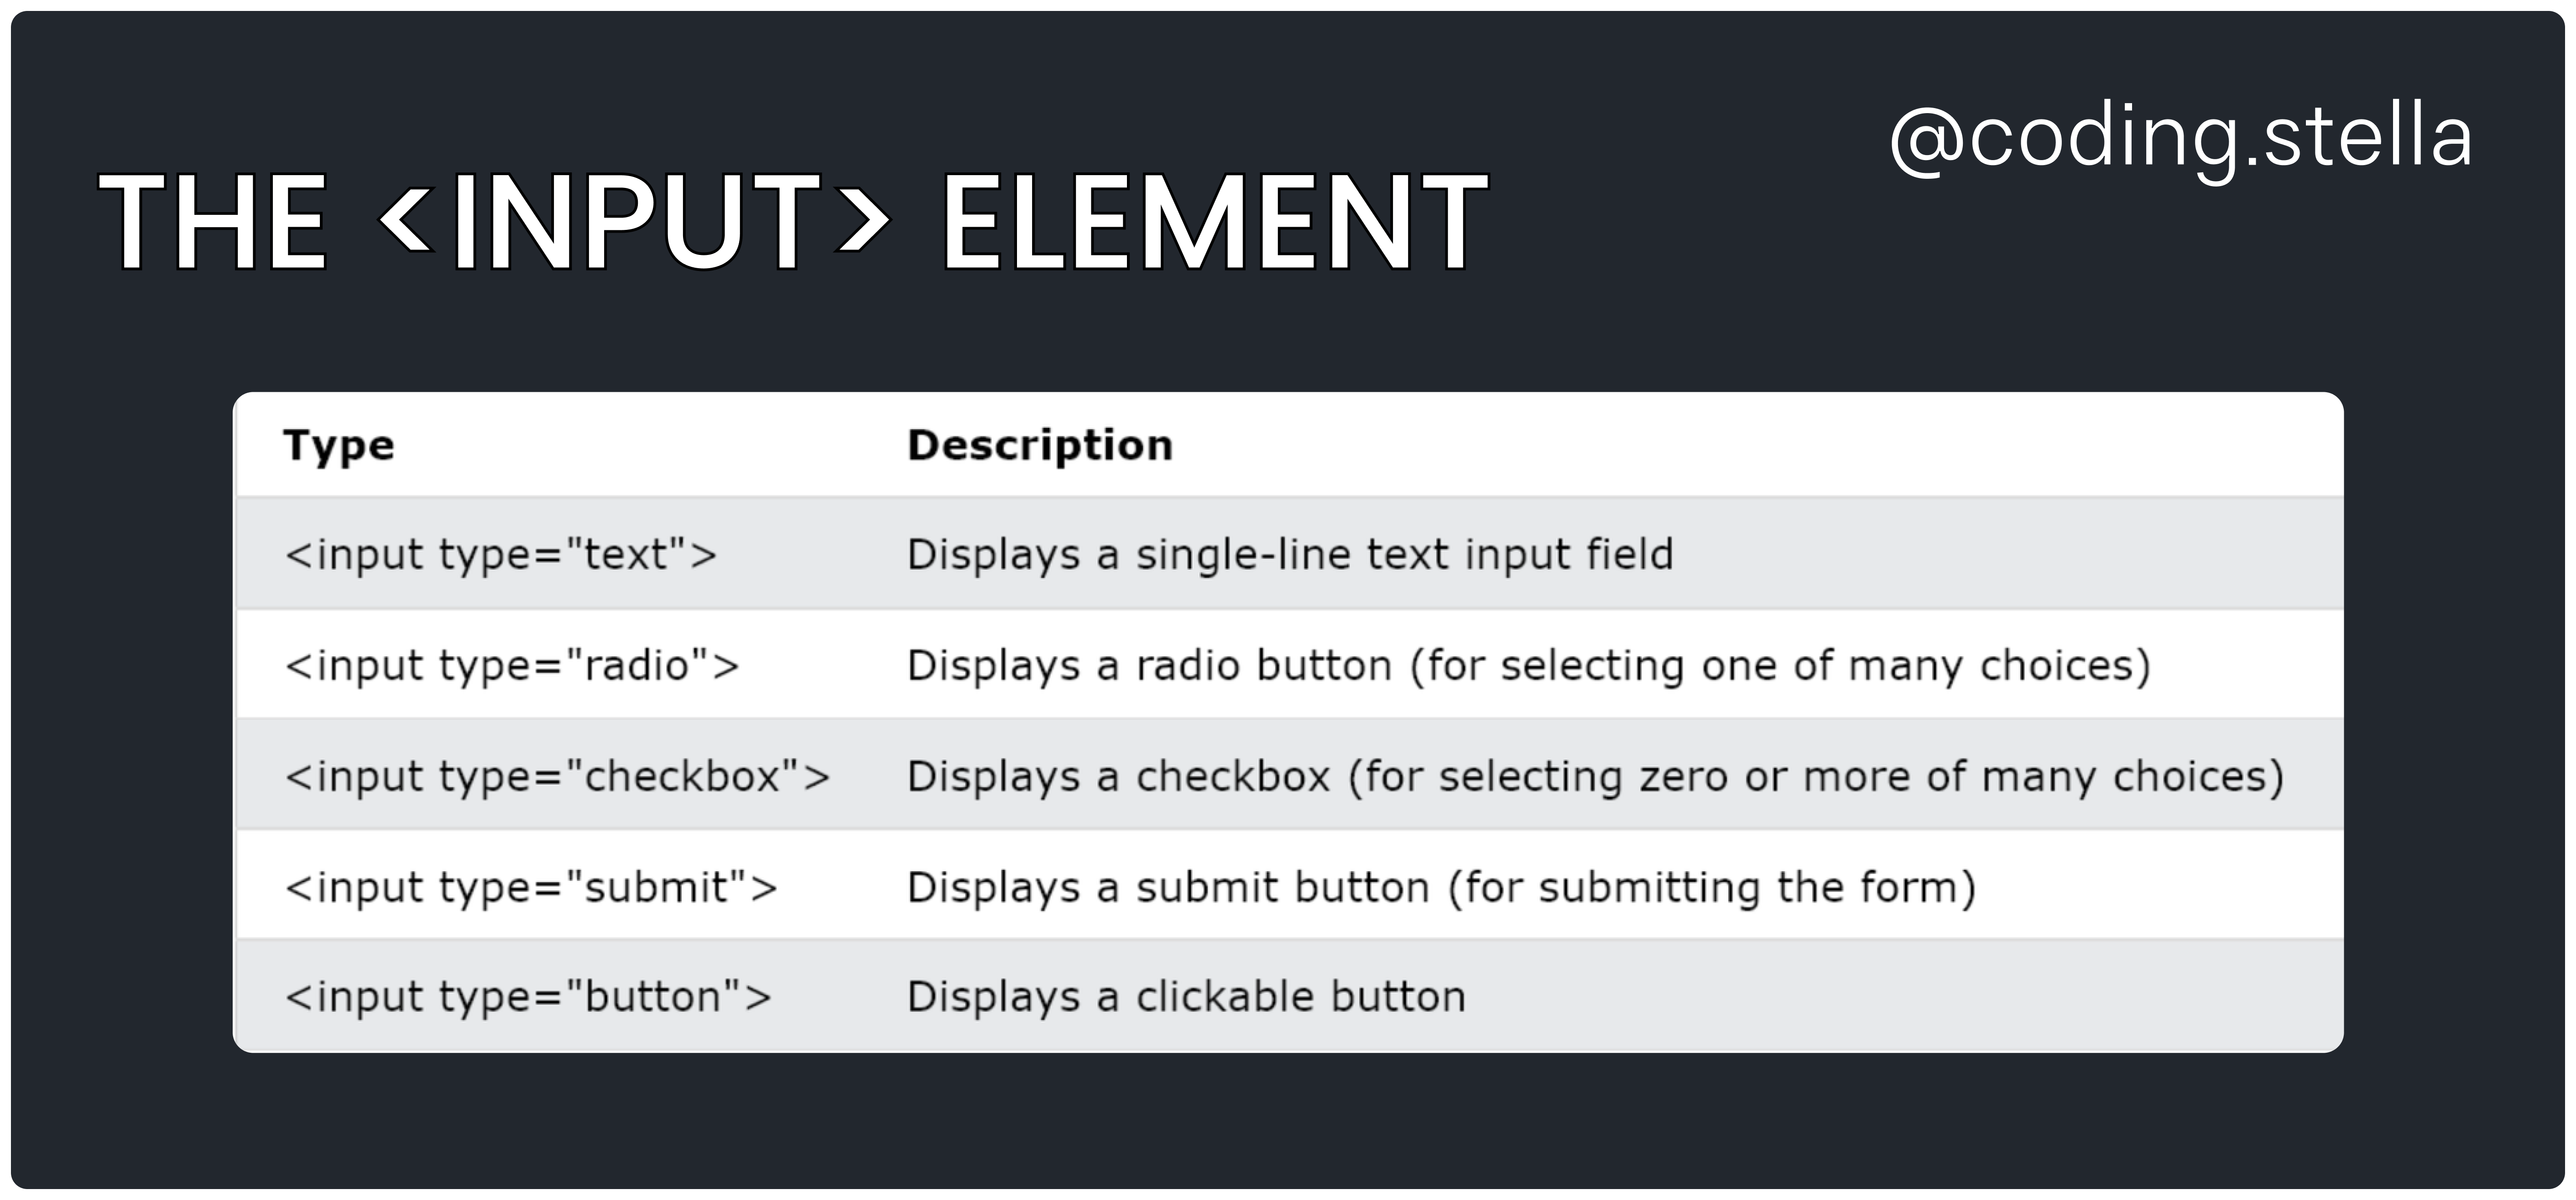 @coding.stella
THE <INPUT> ELEMENT
Type Description
<input type="text"> Displays a single-line text input field
<input type="radio"> Displays a radio button (for selecting one of many choices)
<input type="checkbox"> Displays a checkbox (for selecting zero or more of many choices)
<input type="submit"> Displays a submit button (for submitting the form)
<input type="button"> Displays a clickable button